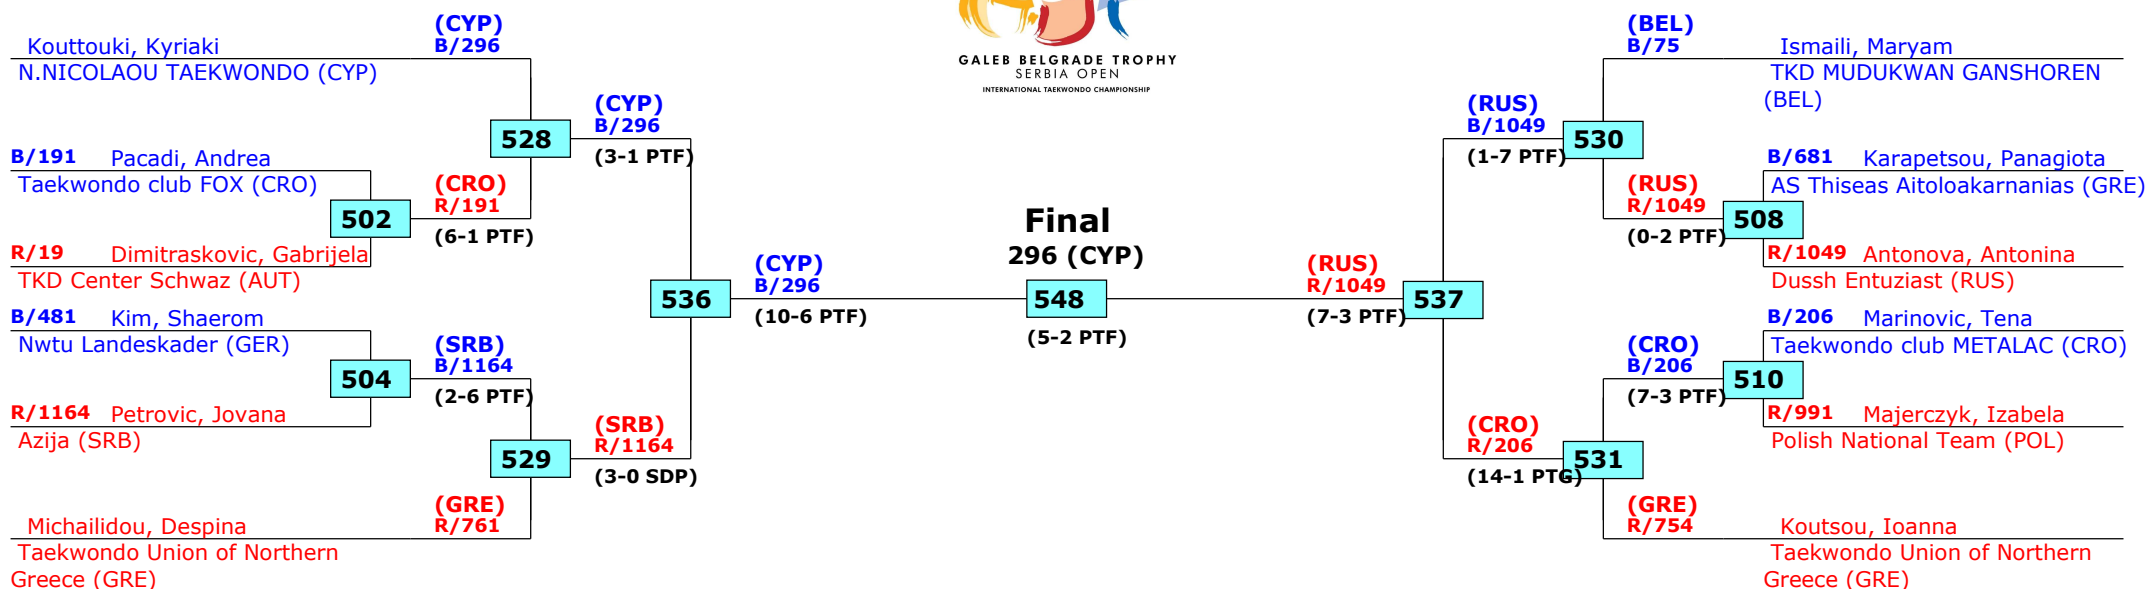 GALEB BELGRADE TROPHY
SERBIA OPEN
INTERNATIONAL TAEKWONDO CHAMPIONSHIP
Kouttouki, Kyriaki
N.NICOLAOU TAEKWONDO (CYP)
(CYP)
B/296
B/191 Pacadi, Andrea
Taekwondo club FOX (CRO)
502
R/19 Dimitraskovic, Gabrijela
TKD Center Schwaz (AUT)
(CRO)
R/191
(6-1 PTF)
528
(CYP)
B/296
(3-1 PTF)
B/481 Kim, Shaerom
Nwtu Landeskader (GER)
504
R/1164 Petrovic, Jovana
Azija (SRB)
(SRB)
B/1164
(2-6 PTF)
529
(SRB)
R/1164
(3-0 SDP)
(GRE)
R/761
Michailidou, Despina
Taekwondo Union of Northern
Greece (GRE)
536
(CYP)
B/296
(10-6 PTF)
Final
296 (CYP)
548
(5-2 PTF)
(RUS)
R/1049
(7-3 PTF)
537
(RUS)
B/1049
(1-7 PTF)
530
(BEL)
B/75
Ismaili, Maryam
TKD MUDUKWAN GANSHOREN
(BEL)
(RUS)
R/1049
(0-2 PTF)
508
B/681 Karapetsou, Panagiota
AS Thiseas Aitoloakarnanias (GRE)
R/1049 Antonova, Antonina
Dussh Entuziast (RUS)
(CRO)
R/206
(14-1 PTG)
531
(CRO)
B/206
(7-3 PTF)
510
B/206 Marinovic, Tena
Taekwondo club METALAC (CRO)
R/991 Majerczyk, Izabela
Polish National Team (POL)
(GRE)
R/754
Koutsou, Ioanna
Taekwondo Union of Northern
Greece (GRE)